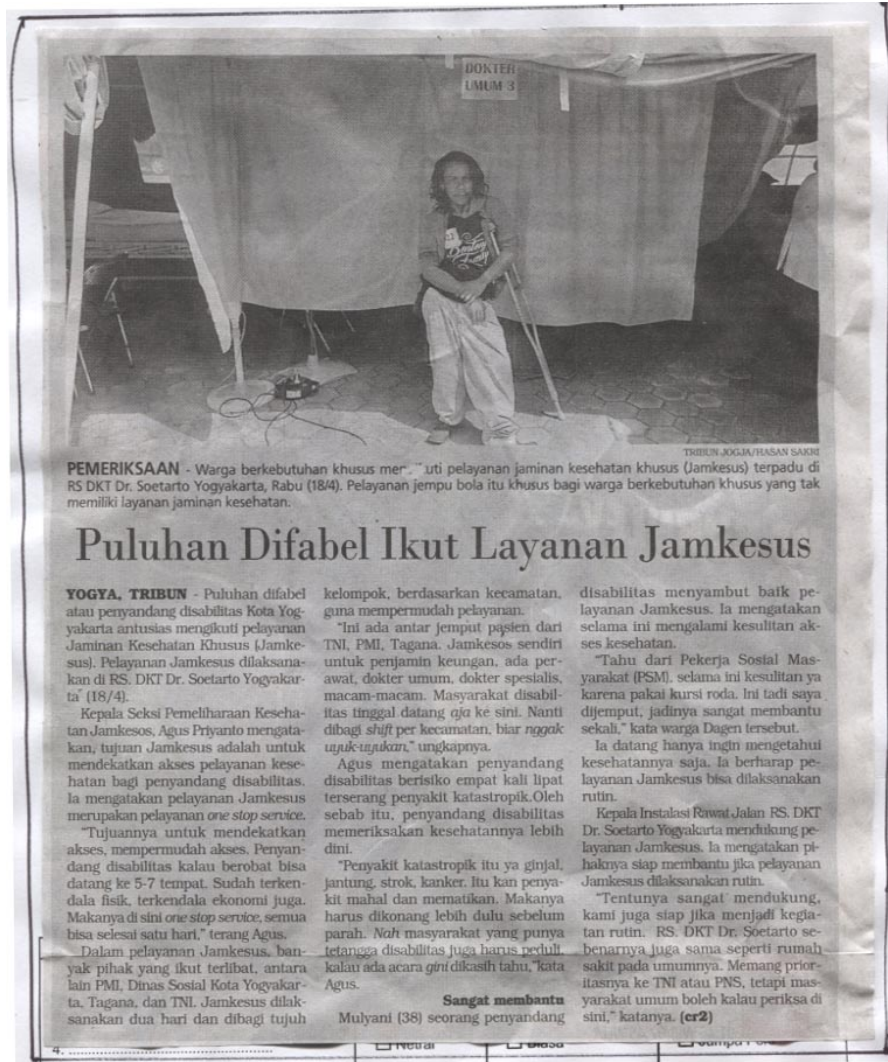 DOKTER
UMUM 3
TRIBUN JOGJA/HASAN SAKRI
PEMERIKSAAN - Warga berkebutuhan khusus uti pelayanan jaminan kesehatan khusus (Jamkesus) terpadu di
RS DKT Dr. Soetarto Yogyakarta, Rabu (18/4). Pelayanan jempu bola itu khusus bagi warga berkebutuhan khusus yang tak
memiliki layanan jaminan kesehatan.
Puluhan Difabel Ikut Layanan Jamkesus
YOGYA, TRIBUN - Puluhan difabel
atau penyandang disabilitas Kota Yog-
yakarta antusias mengikuti pelayanan
Jaminan Kesehatan Khusus (Jamke-
sus). Pelayanan Jamkesus dilaksana-
kan di RS. DKT Dr. Soetarto Yogyakar-
ta (18/4).
Kepala Seksi Pemeliharaan Keseha-
tan Jamkesos, Agus Priyanto mengata-
kan, tujuan Jamkesus adalah untuk
mendekatkan akses pelayanan kese-
hatan bagi penyandang disabilitas.
Ia mengatakan pelayanan Jamkesus
merupakan pelayanan one stop service.
"Tujuannya untuk mendekatkan
akses, mempermudah akses. Penyan-
dang disabilitas kalau berobat bisa
datang ke 5-7 tempat. Sudah terken-
dala fisik, terkendala ekonomi juga.
Makanya di sini one stop service, semua
bisa selesai satu hari," terang Agus.
Dalam pelayanan Jamkesus, ban-
yak pihak yang ikut terlibat, antara
lain PMI, Dinas Sosial Kota Yogyakar-
ta, Tagana, dan TNI. Jamkesus dilak-
sanakan dua hari dan dibagi tujuh
kelompok, berdasarkan kecamatan,
guna mempermudah pelayanan.
"Ini ada antar jemput pasien dari
TNI, PMI, Tagana. Jamkesos sendiri
untuk penjamin keungan, ada per-
awat, dokter umum, dokter spesialis,
macam-macam. Masyarakat disabil-
itas tinggal datang aja ke sini. Nanti
dibagi shift per kecamatan, biar nggak
uyuk-uyukan," ungkapnya.
Agus mengatakan penyandang
disabilitas berisiko empat kali lipat
terserang penyakit katastropik.Oleh
sebab itu, penyandang disabilitas
memeriksakan kesehatannya lebih
dini.
"Penyakit katastropik itu ya ginjal,
jantung, strok, kanker. Itu kan penya-
kit mahal dan mematikan. Makanya
harus dikonang lebih dulu sebelum
parah. Nah masyarakat yang punya
tetangga disabilitas juga harus peduli,
kalau ada acara gini dikasih tahu,"kata
Agus.
Sangat membantu
Mulyani (38) seorang penyandang
disabilitas menyambut baik pe-
layanan Jamkesus. Ia mengatakan
selama ini mengalami kesulitan ak-
ses kesehatan.
"Tahu dari Pekerja Sosial Mas-
yarakat (PSM), selama ini kesulitan ya
karena pakai kursi roda. Ini tadi saya
dijemput, jadinya sangat membantu
sekali," kata warga Dagen tersebut.
Ia datang hanya ingin mengetahui
kesehatannya saja. Ia berharap pe-
layanan Jamkesus bisa dilaksanakan
rutin.
Kepala Instalasi Rawat Jalan RS. DKT
Dr. Soetarto Yogyakarta mendukung pe-
layanan Jamkesus. Ia mengatakan pi-
haknya siap membantu jika pelayanan
Jamkesus dilaksanakan rutin.
"Tentunya sangat mendukung,
kami juga siap jika menjadi kegia-
tan rutin. RS. DKT Dr. Soetarto se-
benarnya juga sama seperti rumah
sakit pada umumnya. Memang prior-
itasnya ke TNI atau PNS, tetapi mas-
yarakat umum boleh kalau periksa di
sini," katanya. (cr2)
4. ................................ Netral